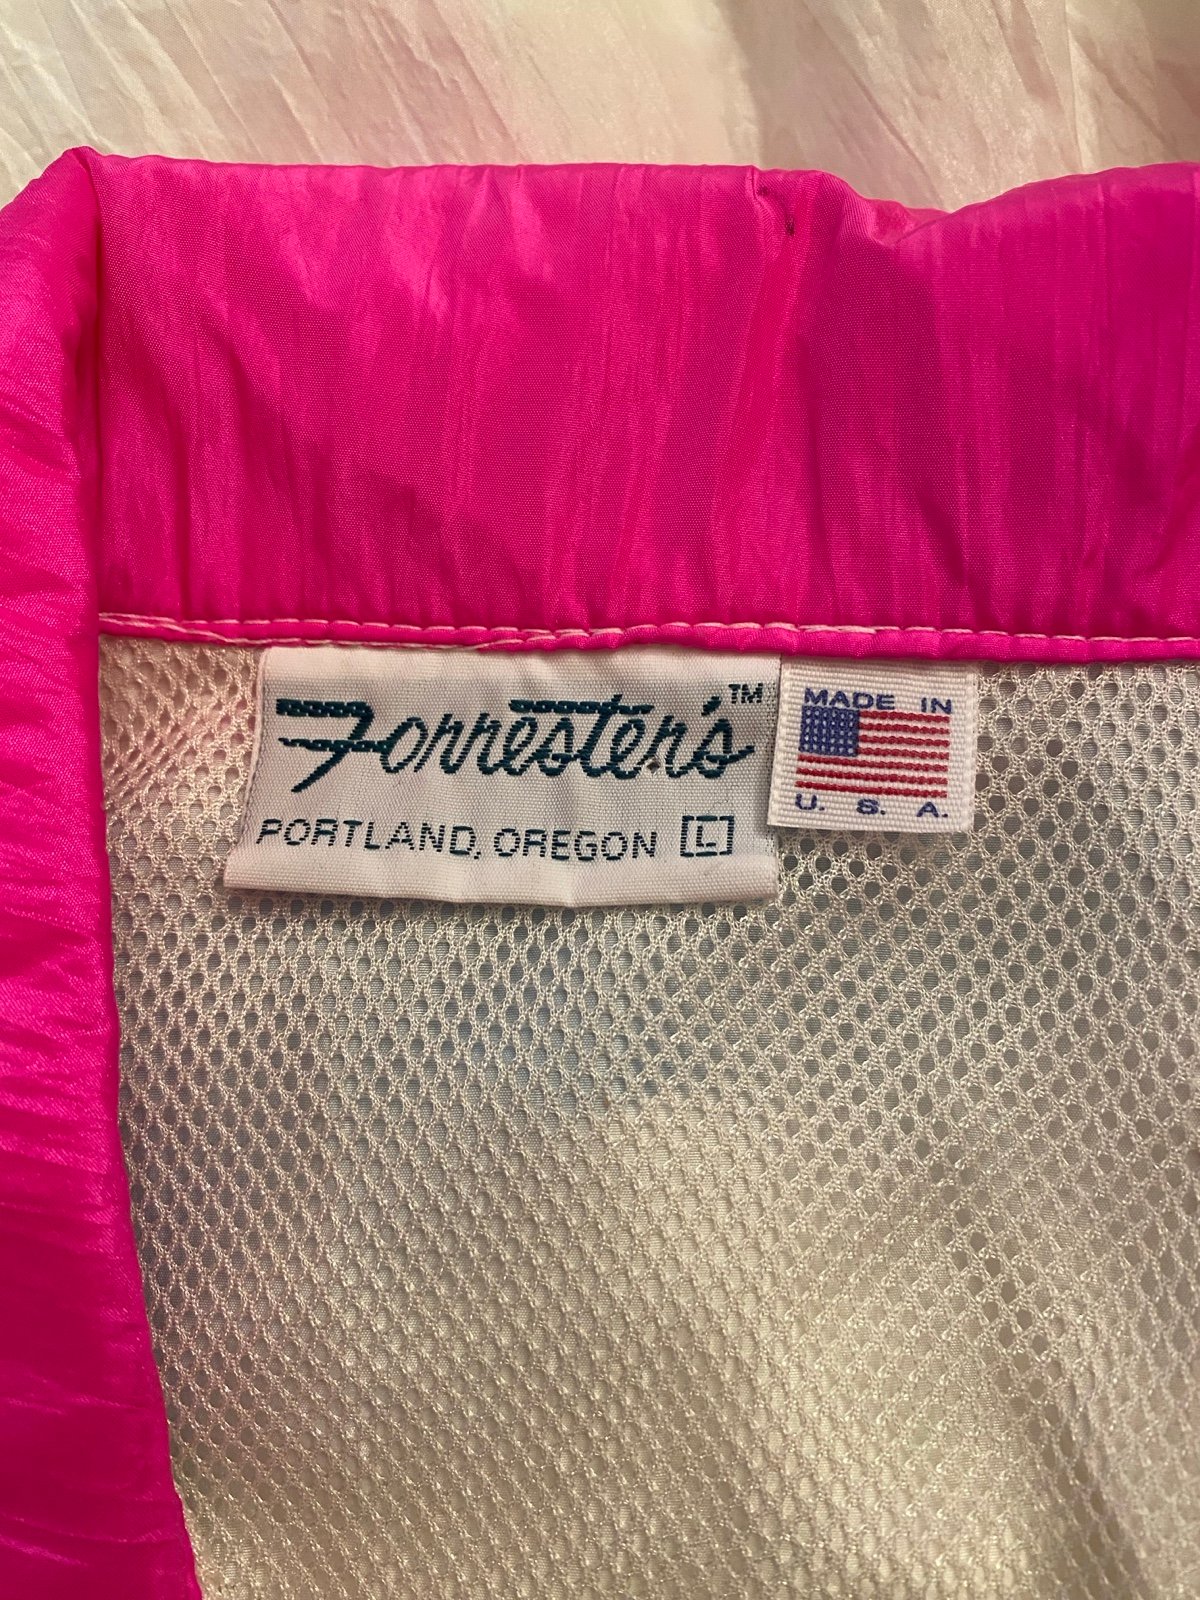 Forrester's™
PORTLAND, OREGON [L]
MADE IN
U. S. A.